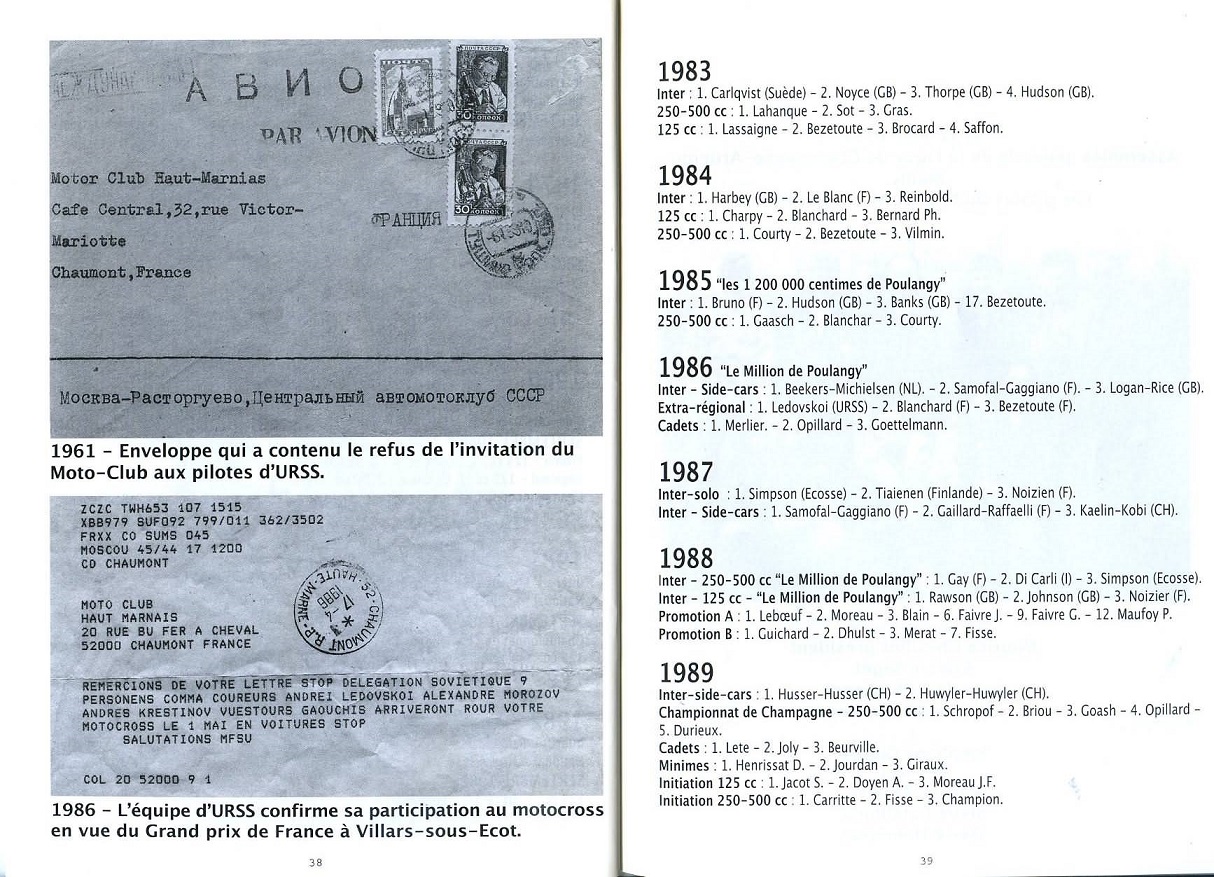 АВИО
PAR AVION
ПОЧТА СССР
30 КОПЕЕК
30 КОПЕЕК
Motor Club Haut-Marnias
Cafe Central,32,rue Victor-
ФРАНЦИЯ
Mariotte
Chaumont,France
Москва-Расторгуево,Центральный автомотоклуб СССР
1961 – Enveloppe qui a contenu le refus de l'invitation du
Moto-Club aux pilotes d'URSS.
ZCZC TWH653 107 1515
XBB979 SUF092 799/011 362/3502
FRXX CO SUMS 045
MOSCOU 45/44 17 1200
CD CHAUMONT
MOTO CLUB
HAUT MARNAIS
20 RUE BU FER A CHEVAL
52000 CHAUMONT FRANCE
52-CHAUMONT R.P.-HAUTE-MARNE
17-4
1986
REMERCIONS DE VOTRE LETTRE STOP DELEGATION SOVIETIQUE 9
PERSONENS COMMA COUREURS ANDREI LEDOVSKOI ALEXANDRE MOROZOV
ANDRES KRESTINOV VUESTOURS GAOUCHIS ARRIVERONT ROUR VOTRE
MOTOCROSS LE 1 MAI EN VOITURES STOP
SALUTATIONS MFSU
COL 20 52000 9 1
1986 – L'équipe d'URSS confirme sa participation au motocross
en vue du Grand prix de France à Villars-sous-Ecot.
38
1983
Inter : 1. Carlqvist (Suède) – 2. Noyce (GB) – 3. Thorpe (GB) – 4. Hudson (GB).
250-500 cc : 1. Lahanque – 2. Sot – 3. Gras.
125 cc : 1. Lassaigne – 2. Bezetoute – 3. Brocard – 4. Saffon.
1984
Inter : 1. Harbey (GB) – 2. Le Blanc (F) – 3. Reinbold.
125 cc : 1. Charpy – 2. Blanchard – 3. Bernard Ph.
250-500 cc : 1. Courty – 2. Bezetoute – 3. Vilmin.
1985 "les 1 200 000 centimes de Poulangy"
Inter : 1. Bruno (F) – 2. Hudson (GB) – 3. Banks (GB) – 17. Bezetoute.
250-500 cc : 1. Gaasch – 2. Blanchar – 3. Courty.
1986 "Le Million de Poulangy"
Inter – Side-cars : 1. Beekers-Michielsen (NL). – 2. Samofal-Gaggiano (F). – 3. Logan-Rice (GB).
Extra-régional : 1. Ledovskoi (URSS) – 2. Blanchard (F) – 3. Bezetoute (F).
Cadets : 1. Merlier. – 2. Opillard – 3. Goettelmann.
1987
Inter-solo : 1. Simpson (Ecosse) – 2. Tiaienen (Finlande) – 3. Noizien (F).
Inter – Side-cars : 1. Samofal-Gaggiano (F) – 2. Gaillard-Raffaelli (F) – 3. Kaelin-Kobi (CH).
1988
Inter – 250-500 cc "Le Million de Poulangy" : 1. Gay (F) – 2. Di Carli (I) – 3. Simpson (Ecosse).
Inter – 125 cc – "Le Million de Poulangy" : 1. Rawson (GB) – 2. Johnson (GB) – 3. Noizier (F).
Promotion A : 1. Lebœuf – 2. Moreau – 3. Blain – 6. Faivre J. – 9. Faivre G. – 12. Maufoy P.
Promotion B : 1. Guichard – 2. Dhulst – 3. Merat – 7. Fisse.
1989
Inter-side-cars : 1. Husser-Husser (CH) – 2. Huwyler-Huwyler (CH).
Championnat de Champagne – 250-500 cc : 1. Schropof – 2. Briou – 3. Goash – 4. Opillard –
5. Durieux.
Cadets : 1. Lete – 2. Joly – 3. Beurville.
Minimes : 1. Henrissat D. – 2. Jourdan – 3. Giraux.
Initiation 125 cc : 1. Jacot S. – 2. Doyen A. – 3. Moreau J.F.
Initiation 250-500 cc : 1. Carritte – 2. Fisse – 3. Champion.
39